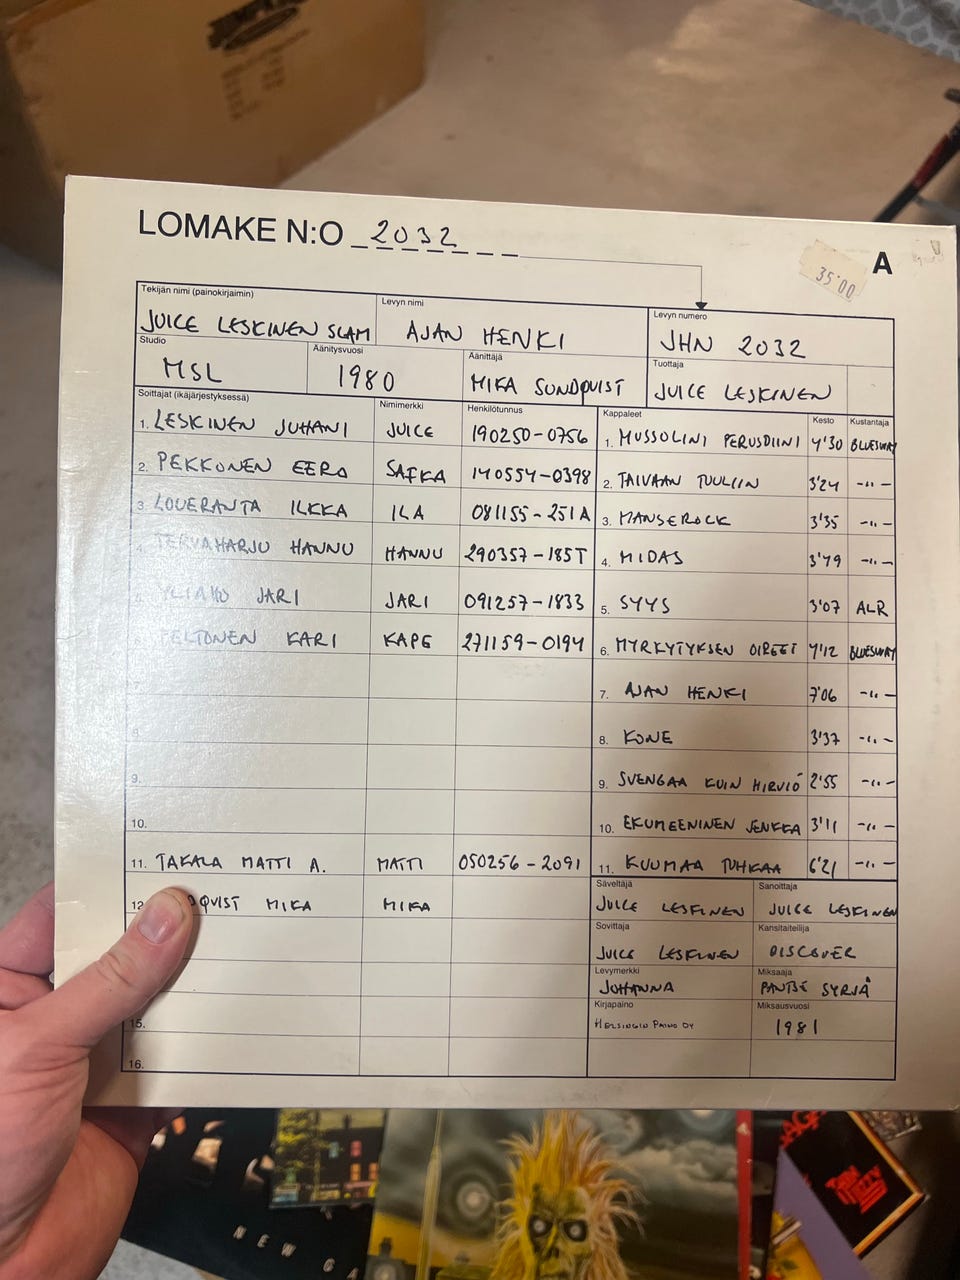 LOMAKE N:O 2032
A
35'00
Tekijän nimi (painokirjaimin) Levyn nimi Levyn numero
JUICE LESKINEN SLAM AJAN HENKI JHN 2032
Studio Äänitysvuosi Äänittäjä Tuottaja
MSL 1980 MIKA SUNDQVIST JUICE LESKINEN
Soittajat (ikäjärjestyksessä) Nimimerkki Henkilötunnus Kappaleet Kesto Kustantaja
1. LESKINEN JUHANI JUICE 190250-0756 1. MUSSOLINI PERUSDIINI 4'30 BLUESWAY
2. PEKKONEN EERO SAFKA 140554-0398 2. TAIVAAN TUULIIN 3'24 -"-
3. LOUERANTA ILKKA ILA 081155-251A 3. MANSEROCK 3'35 -"-
4. TERVAHARJU HANNU HANNU 290357-185T 4. MIDAS 3'49 -"-
JARI JARI 091257-1833 5. SYYS 3'07 ALR
PELTONEN KARI KAPE 271159-0194 6. MYRKYTYKSEN OIREET 4'12 BLUESWAY
7. 7. AJAN HENKI 7'06 -"-
8. 8. KONE 3'37 -"-
9. 9. SVENGAA KUIN HIRVIÖ 2'55 -"-
10. 10. EKUMEENINEN JENKKA 3'11 -"-
11. TAKALA MATTI A. MATTI 050256-2091 11. KUUMAA TUHKAA 6'21 -"-
Säveltäjä Sanoittaja
12 DQVIST MIKA MIKA JUICE LESKINEN JUICE LESKINEN
Sovittaja Kansitaiteilija
JUICE LESKINEN DISCOVER
Levymerkki Miksaaja
JOHANNA PANTSE SYRJÄ
Kirjapaino Miksausvuosi
15. HELSINGIN PAINO OY 1981
16.
NEW GA
THIN LIZZY